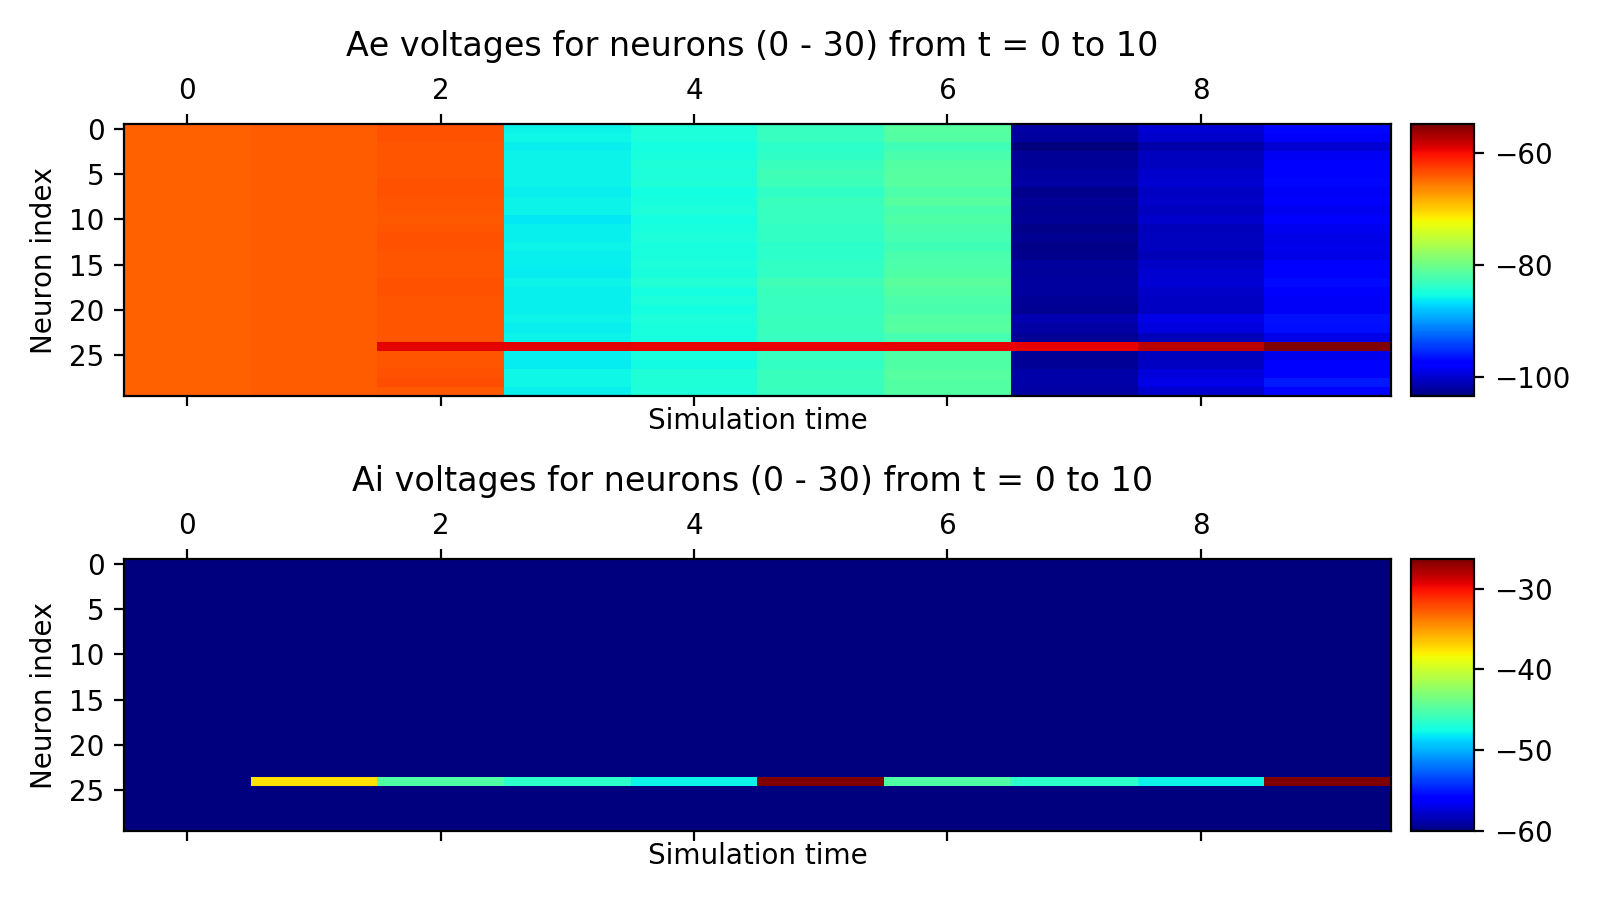 Ae voltages for neurons (0 - 30) from t = 0 to 10
0 2 4 6 8
Neuron index
0
5
10
15
20
25
−60
−80
−100
Simulation time
Ai voltages for neurons (0 - 30) from t = 0 to 10
0 2 4 6 8
Neuron index
0
5
10
15
20
25
−30
−40
−50
−60
Simulation time